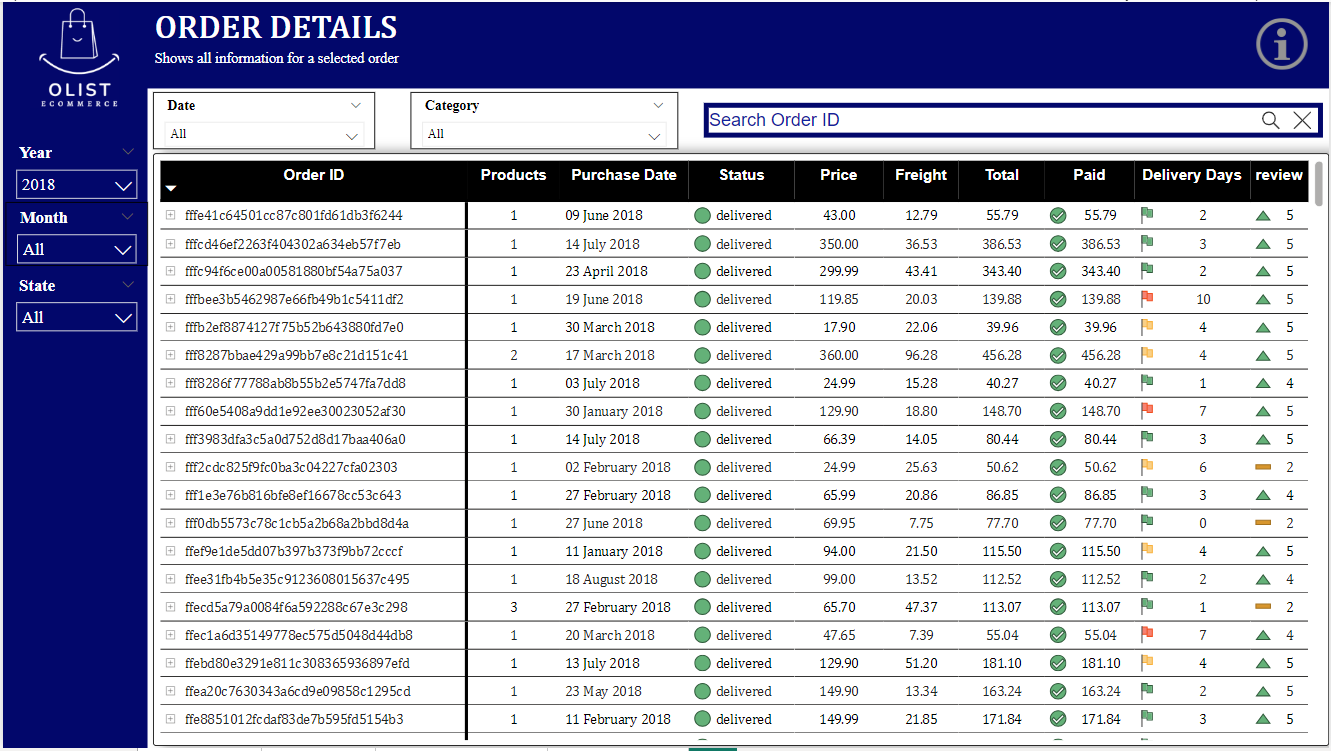 ORDER DETAILS
Shows all information for a selected order
OLIST
ECOMMERCE
Date
All
Category
All
Search Order ID
Year
2018
Month
All
State
All
Order ID Products Purchase Date Status Price Freight Total Paid Delivery Days review
fffe41c64501cc87c801fd61db3f6244 1 09 June 2018 delivered 43.00 12.79 55.79 55.79 2 5
fffcd46ef2263f404302a634eb57f7eb 1 14 July 2018 delivered 350.00 36.53 386.53 386.53 3 5
fffc94f6ce00a00581880bf54a75a037 1 23 April 2018 delivered 299.99 43.41 343.40 343.40 2 5
fffbee3b5462987e66fb49b1c5411df2 1 19 June 2018 delivered 119.85 20.03 139.88 139.88 10 5
fffb2ef8874127f75b52b643880fd7e0 1 30 March 2018 delivered 17.90 22.06 39.96 39.96 4 5
fff8287bbae429a99bb7e8c21d151c41 2 17 March 2018 delivered 360.00 96.28 456.28 456.28 4 5
fff8286f77788ab8b55b2e5747fa7dd8 1 03 July 2018 delivered 24.99 15.28 40.27 40.27 1 4
fff60e5408a9dd1e92ee30023052af30 1 30 January 2018 delivered 129.90 18.80 148.70 148.70 7 5
fff3983dfa3c5a0d752d8d17baa406a0 1 14 July 2018 delivered 66.39 14.05 80.44 80.44 3 5
fff2cdc825f9fc0ba3c04227cfa02303 1 02 February 2018 delivered 24.99 25.63 50.62 50.62 6 2
fff1e3e76b816bfe8ef16678cc53c643 1 27 February 2018 delivered 65.99 20.86 86.85 86.85 3 4
fff0db5573c78c1cb5a2b68a2bbd8d4a 1 27 June 2018 delivered 69.95 7.75 77.70 77.70 0 2
ffef9e1de5dd07b397b373f9bb72cccf 1 11 January 2018 delivered 94.00 21.50 115.50 115.50 4 5
ffee31fb4b5e35c9123608015637c495 1 18 August 2018 delivered 99.00 13.52 112.52 112.52 2 4
ffecd5a79a0084f6a592288c67e3c298 3 27 February 2018 delivered 65.70 47.37 113.07 113.07 1 2
ffec1a6d35149778ec575d5048d44db8 1 20 March 2018 delivered 47.65 7.39 55.04 55.04 7 4
ffebd80e3291e811c308365936897efd 1 13 July 2018 delivered 129.90 51.20 181.10 181.10 4 5
ffea20c7630343a6cd9e09858c1295cd 1 23 May 2018 delivered 149.90 13.34 163.24 163.24 2 5
ffe8851012fcdaf83de7b595fd5154b3 1 11 February 2018 delivered 149.99 21.85 171.84 171.84 3 5